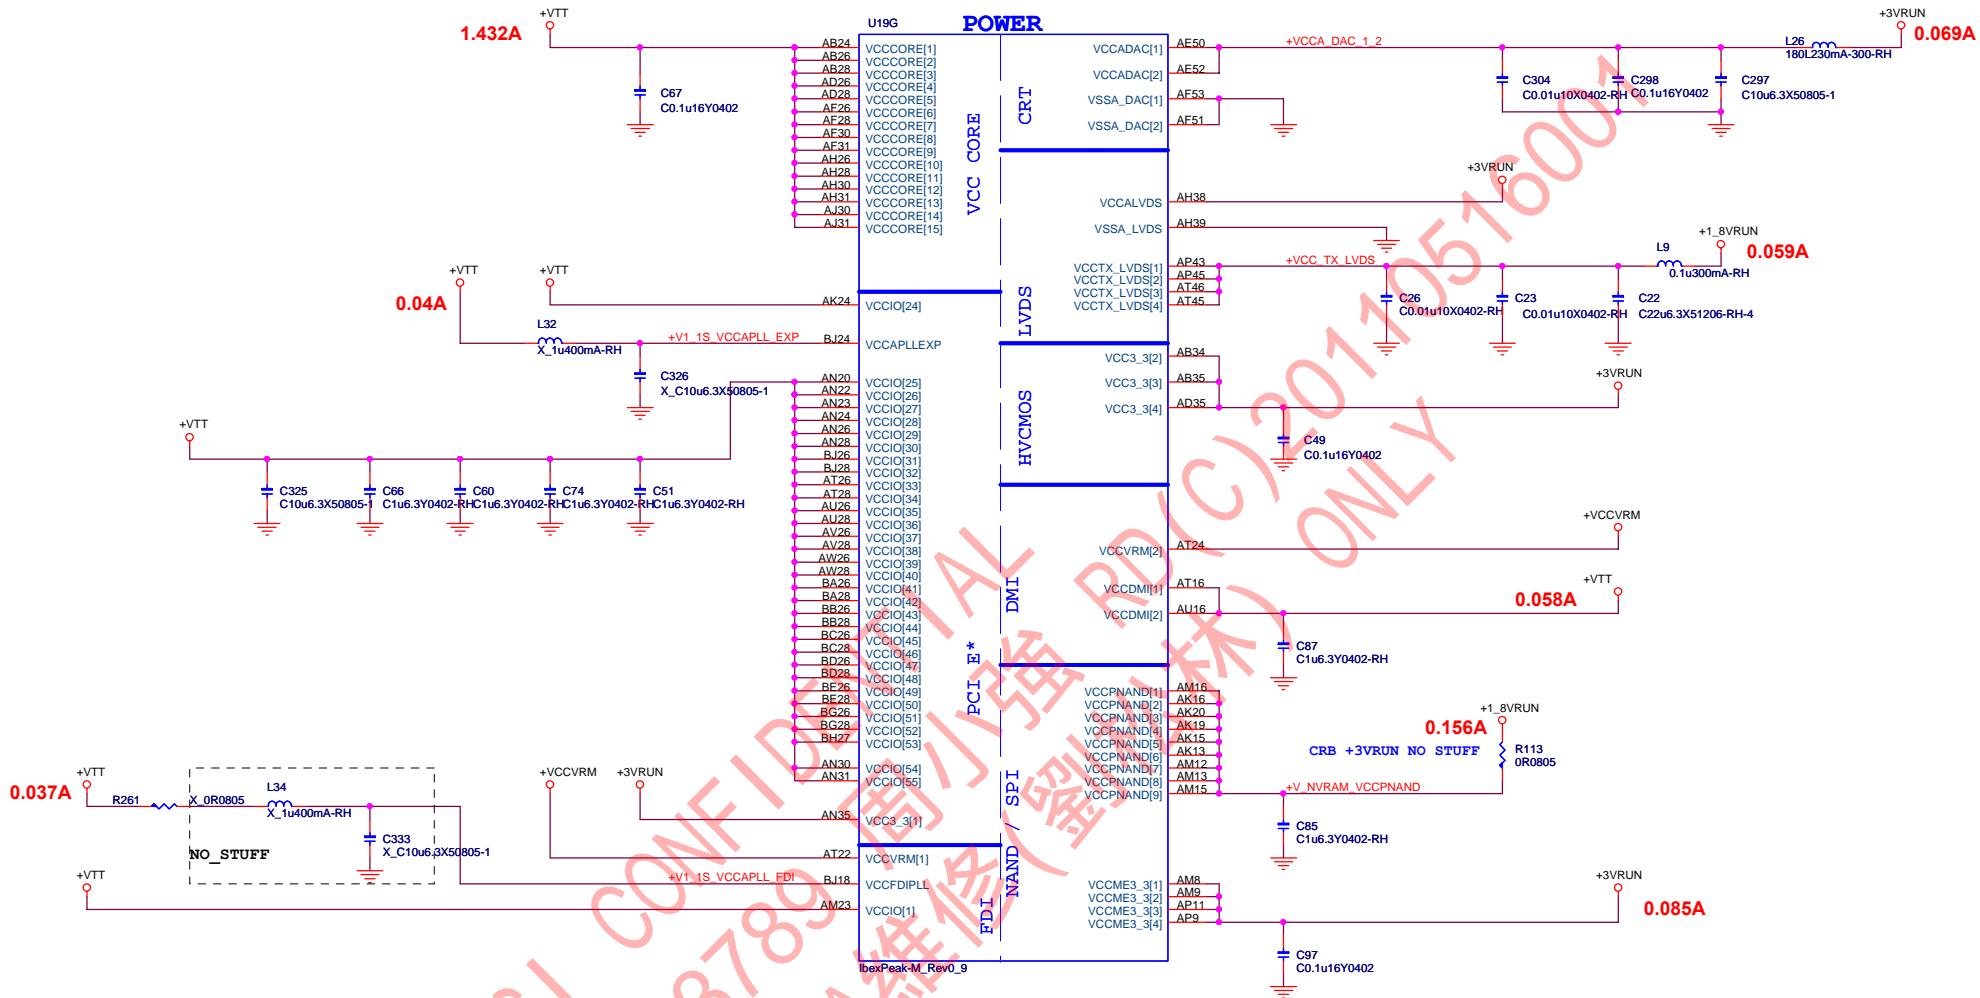 POWER
U19G
+VTT
1.432A
C67
C0.1u16Y0402
AB24 VCCCORE[1]
AB26 VCCCORE[2]
AB28 VCCCORE[3]
AD26 VCCCORE[4]
AD28 VCCCORE[5]
AF26 VCCCORE[6]
AF28 VCCCORE[7]
AF30 VCCCORE[8]
AF31 VCCCORE[9]
AH26 VCCCORE[10]
AH28 VCCCORE[11]
AH30 VCCCORE[12]
AH31 VCCCORE[13]
AJ30 VCCCORE[14]
AJ31 VCCCORE[15]
VCC CORE
+VTT
+VTT
0.04A
AK24 VCCIO[24]
L32
X_1u400mA-RH
+V1_1S_VCCAPLL_EXP
BJ24 VCCAPLLEXP
C326
X_C10u6.3X50805-1
AN20 VCCIO[25]
AN22 VCCIO[26]
AN23 VCCIO[27]
AN24 VCCIO[28]
AN26 VCCIO[29]
AN28 VCCIO[30]
BJ26 VCCIO[31]
BJ28 VCCIO[32]
AT26 VCCIO[33]
AT28 VCCIO[34]
AU26 VCCIO[35]
AU28 VCCIO[36]
AV26 VCCIO[37]
AV28 VCCIO[38]
AW26 VCCIO[39]
AW28 VCCIO[40]
BA26 VCCIO[41]
BA28 VCCIO[42]
BB26 VCCIO[43]
BB28 VCCIO[44]
BC26 VCCIO[45]
BC28 VCCIO[46]
BD26 VCCIO[47]
BD28 VCCIO[48]
BE26 VCCIO[49]
BE28 VCCIO[50]
BG26 VCCIO[51]
BG28 VCCIO[52]
BH27 VCCIO[53]
AN30 VCCIO[54]
AN31 VCCIO[55]
PCI E*
+VTT
C325
C10u6.3X50805-1
C66
C1u6.3Y0402-RH
C60
C1u6.3Y0402-RH
C74
C1u6.3Y0402-RH
C51
C1u6.3Y0402-RH
+VCCVRM
+3VRUN
AN35 VCC3_3[1]
AT22 VCCVRM[1]
+V1_1S_VCCAPLL_FDI
BJ18 VCCFDIPLL
AM23 VCCIO[1]
FDI
+VTT
0.037A
R261
X_0R0805
L34
X_1u400mA-RH
C333
X_C10u6.3X50805-1
NO_STUFF
+VTT
IbexPeak-M_Rev0_9
CRT
VCCADAC[1] AE50
VCCADAC[2] AE52
VSSA_DAC[1] AF53
VSSA_DAC[2] AF51
+VCCA_DAC_1_2
C304
C0.01u10X0402-RH
C298
C0.1u16Y0402
C297
C10u6.3X50805-1
L26
180L230mA-300-RH
+3VRUN
0.069A
LVDS
+3VRUN
VCCALVDS AH38
VSSA_LVDS AH39
VCCTX_LVDS[1] AP43
VCCTX_LVDS[2] AP45
VCCTX_LVDS[3] AT46
VCCTX_LVDS[4] AT45
+VCC_TX_LVDS
C26
C0.01u10X0402-RH
C23
C0.01u10X0402-RH
C22
C22u6.3X51206-RH-4
L9
0.1u300mA-RH
+1_8VRUN
0.059A
HVCMOS
VCC3_3[2] AB34
VCC3_3[3] AB35
VCC3_3[4] AD35
+3VRUN
C49
C0.1u16Y0402
DMI
+VCCVRM
VCCVRM[2] AT24
VCCDMI[1] AT16
VCCDMI[2] AU16
+VTT
0.058A
C87
C1u6.3Y0402-RH
NAND / SPI
VCCPNAND[1] AM16
VCCPNAND[2] AK16
VCCPNAND[3] AK20
VCCPNAND[4] AK19
VCCPNAND[5] AK15
VCCPNAND[6] AK13
VCCPNAND[7] AM12
VCCPNAND[8] AM13
VCCPNAND[9] AM15
+V_NVRAM_VCCPNAND
+1_8VRUN
0.156A
CRB +3VRUN NO STUFF
R113
0R0805
C85
C1u6.3Y0402-RH
VCCME3_3[1] AM8
VCCME3_3[2] AM9
VCCME3_3[3] AP11
VCCME3_3[4] AP9
+3VRUN
0.085A
C97
C0.1u16Y0402
CONFIDENTIAL
3789 周小強 RD(C)20110516001
維修(劉小林) ONLY